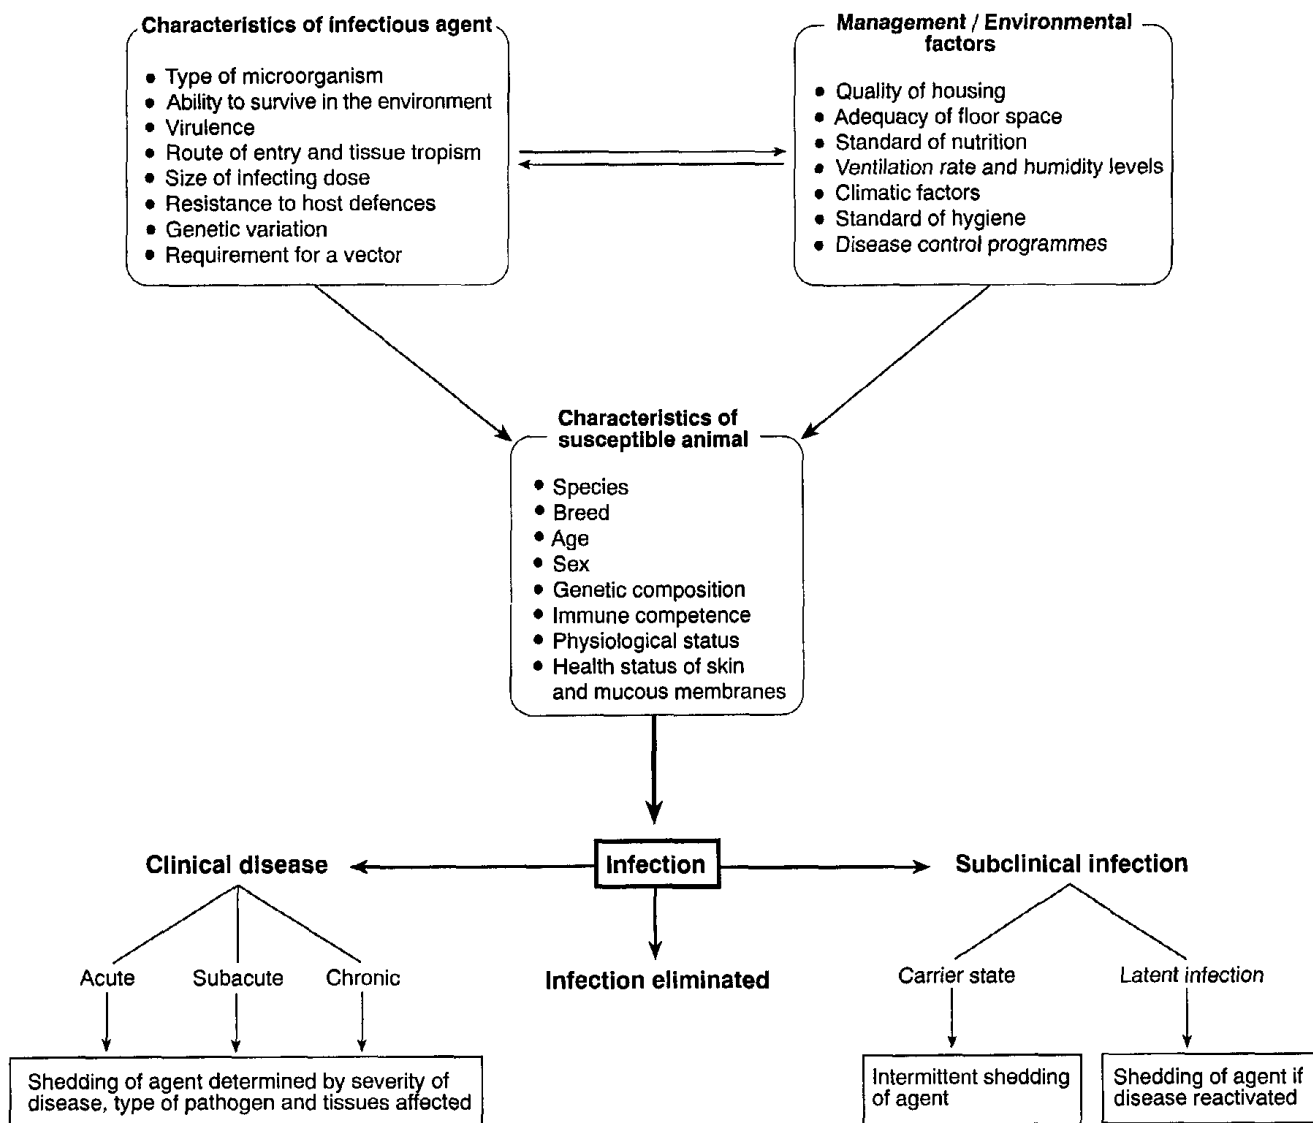 Characteristics of infectious agent
• Type of microorganism
• Ability to survive in the environment
• Virulence
• Route of entry and tissue tropism
• Size of infecting dose
• Resistance to host defences
• Genetic variation
• Requirement for a vector
Management / Environmental
factors
• Quality of housing
• Adequacy of floor space
• Standard of nutrition
• Ventilation rate and humidity levels
• Climatic factors
• Standard of hygiene
• Disease control programmes
Characteristics of
susceptible animal
• Species
• Breed
• Age
• Sex
• Genetic composition
• Immune competence
• Physiological status
• Health status of skin
and mucous membranes
Clinical disease
Infection
Subclinical infection
Acute
Subacute
Chronic
Infection eliminated
Carrier state
Latent infection
Shedding of agent determined by severity of
disease, type of pathogen and tissues affected
Intermittent shedding
of agent
Shedding of agent if
disease reactivated